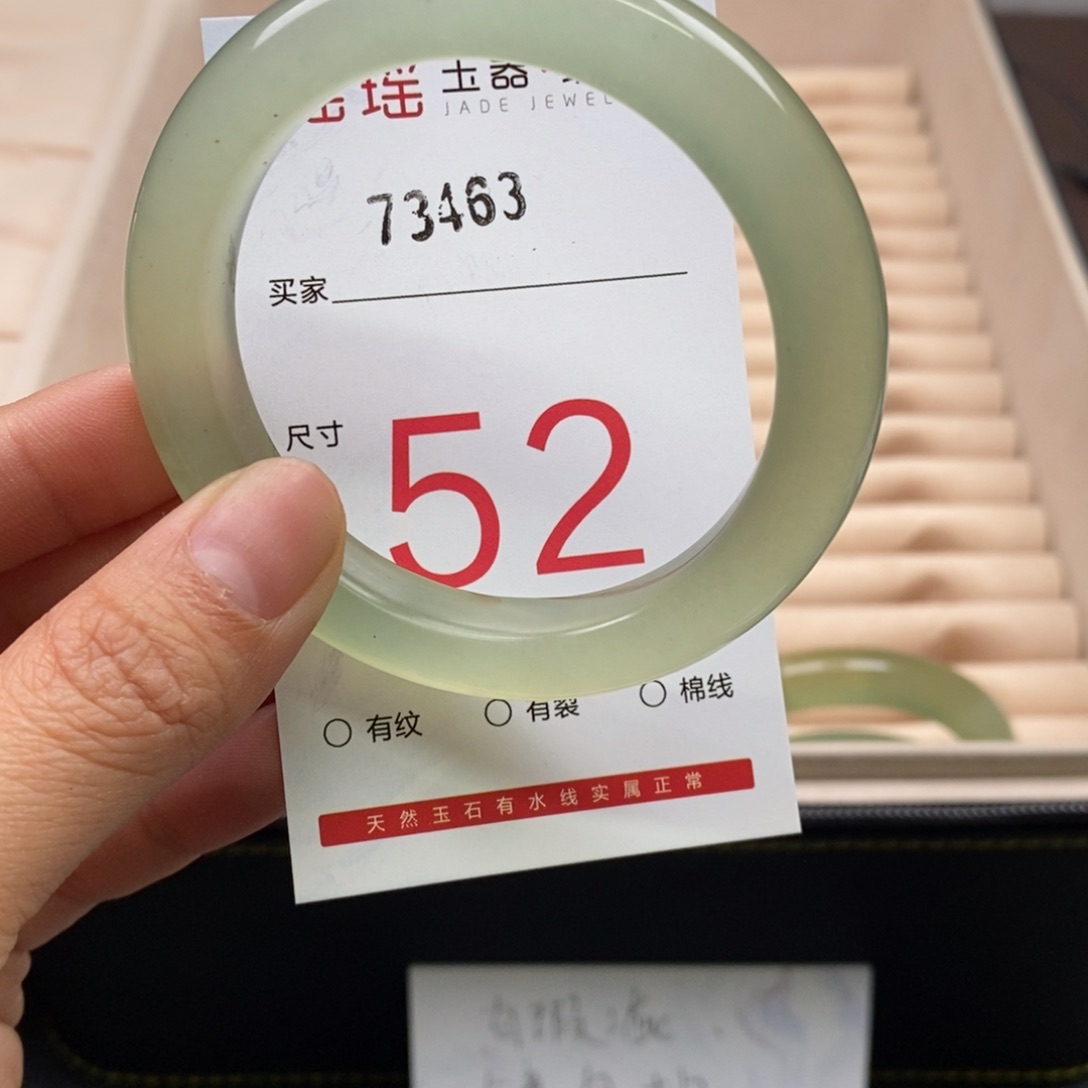 瑶 玉器·
JADE JEWEL
73463
买家
尺寸
52
有纹 有裂 棉线
天然玉石有水线实属正常